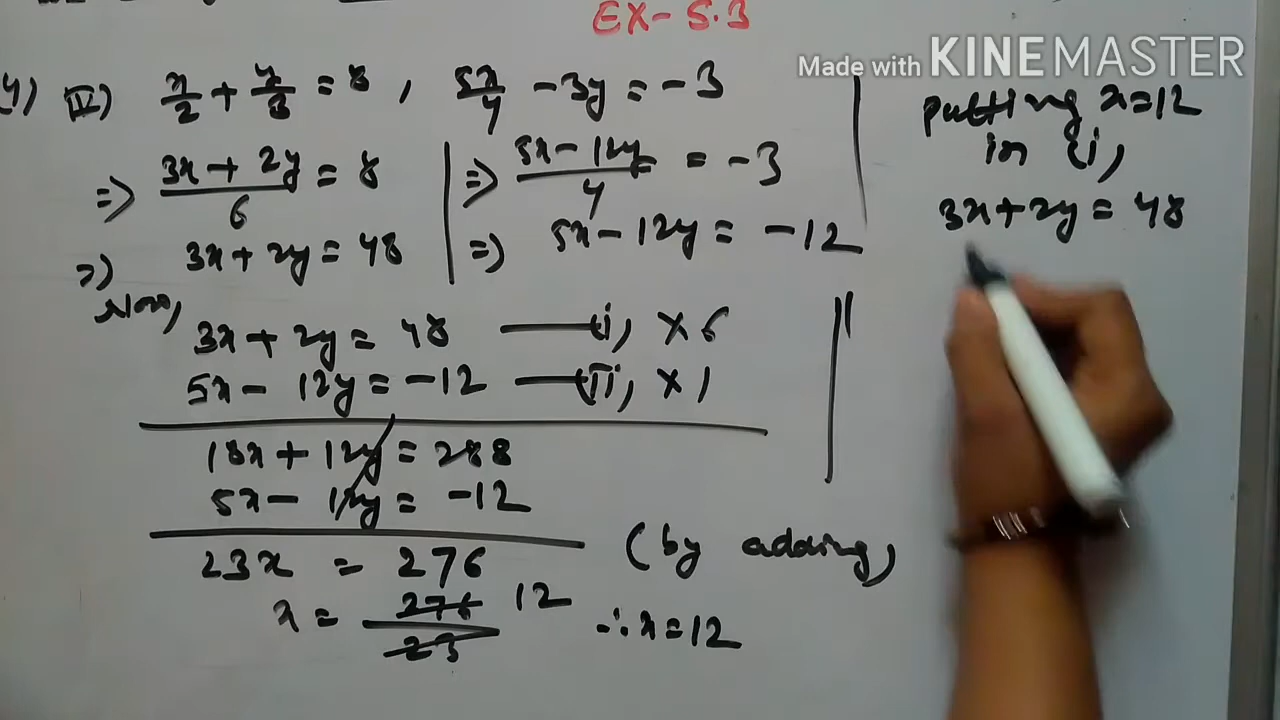 EX-5.3
Made with KINEMASTER
4) IV) x/2 + y/3 = 8 , 5x/4 - 3y = -3
=> 3x + 2y/6 = 8
=> 3x + 2y = 48
=> 5x - 12y/4 = -3
=> 5x - 12y = -12
Now,
3x + 2y = 48 —(i) × 6
5x - 12y = -12 —(ii) × 1
18x + 12y = 288
5x - 12y = -12
23x = 276 (by adding)
x = 276/23 12 ∴ x = 12
putting x=12
in (i),
3x + 2y = 48